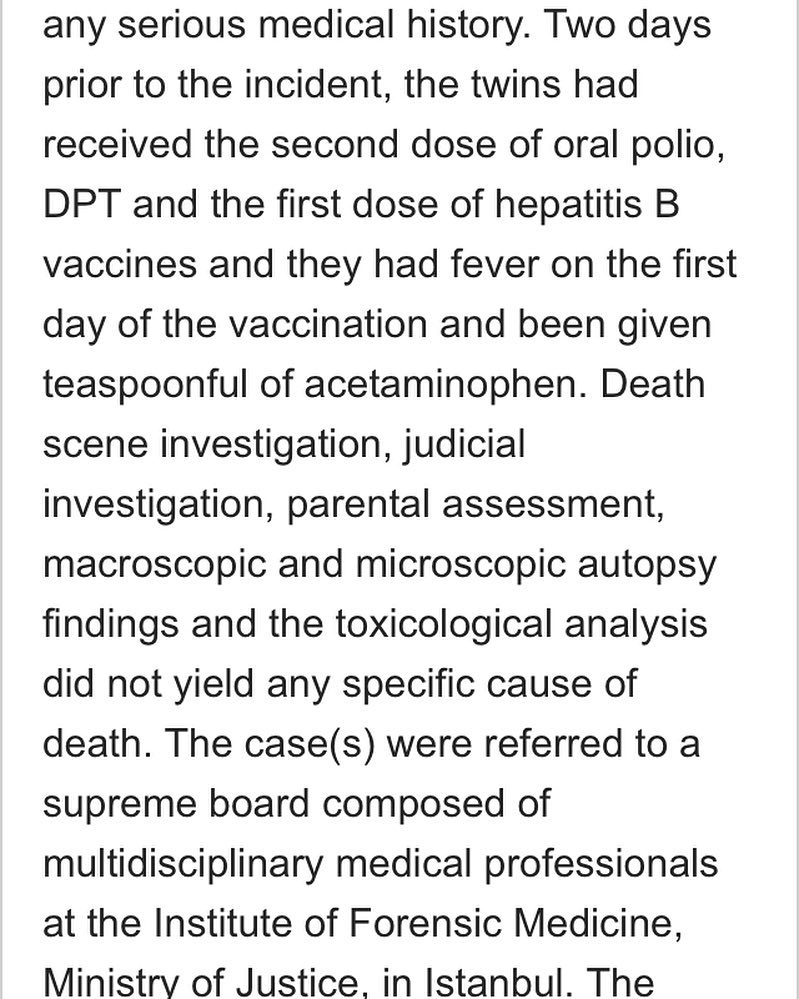 any serious medical history. Two days
prior to the incident, the twins had
received the second dose of oral polio,
DPT and the first dose of hepatitis B
vaccines and they had fever on the first
day of the vaccination and been given
teaspoonful of acetaminophen. Death
scene investigation, judicial
investigation, parental assessment,
macroscopic and microscopic autopsy
findings and the toxicological analysis
did not yield any specific cause of
death. The case(s) were referred to a
supreme board composed of
multidisciplinary medical professionals
at the Institute of Forensic Medicine,
Ministry of Justice, in Istanbul. The